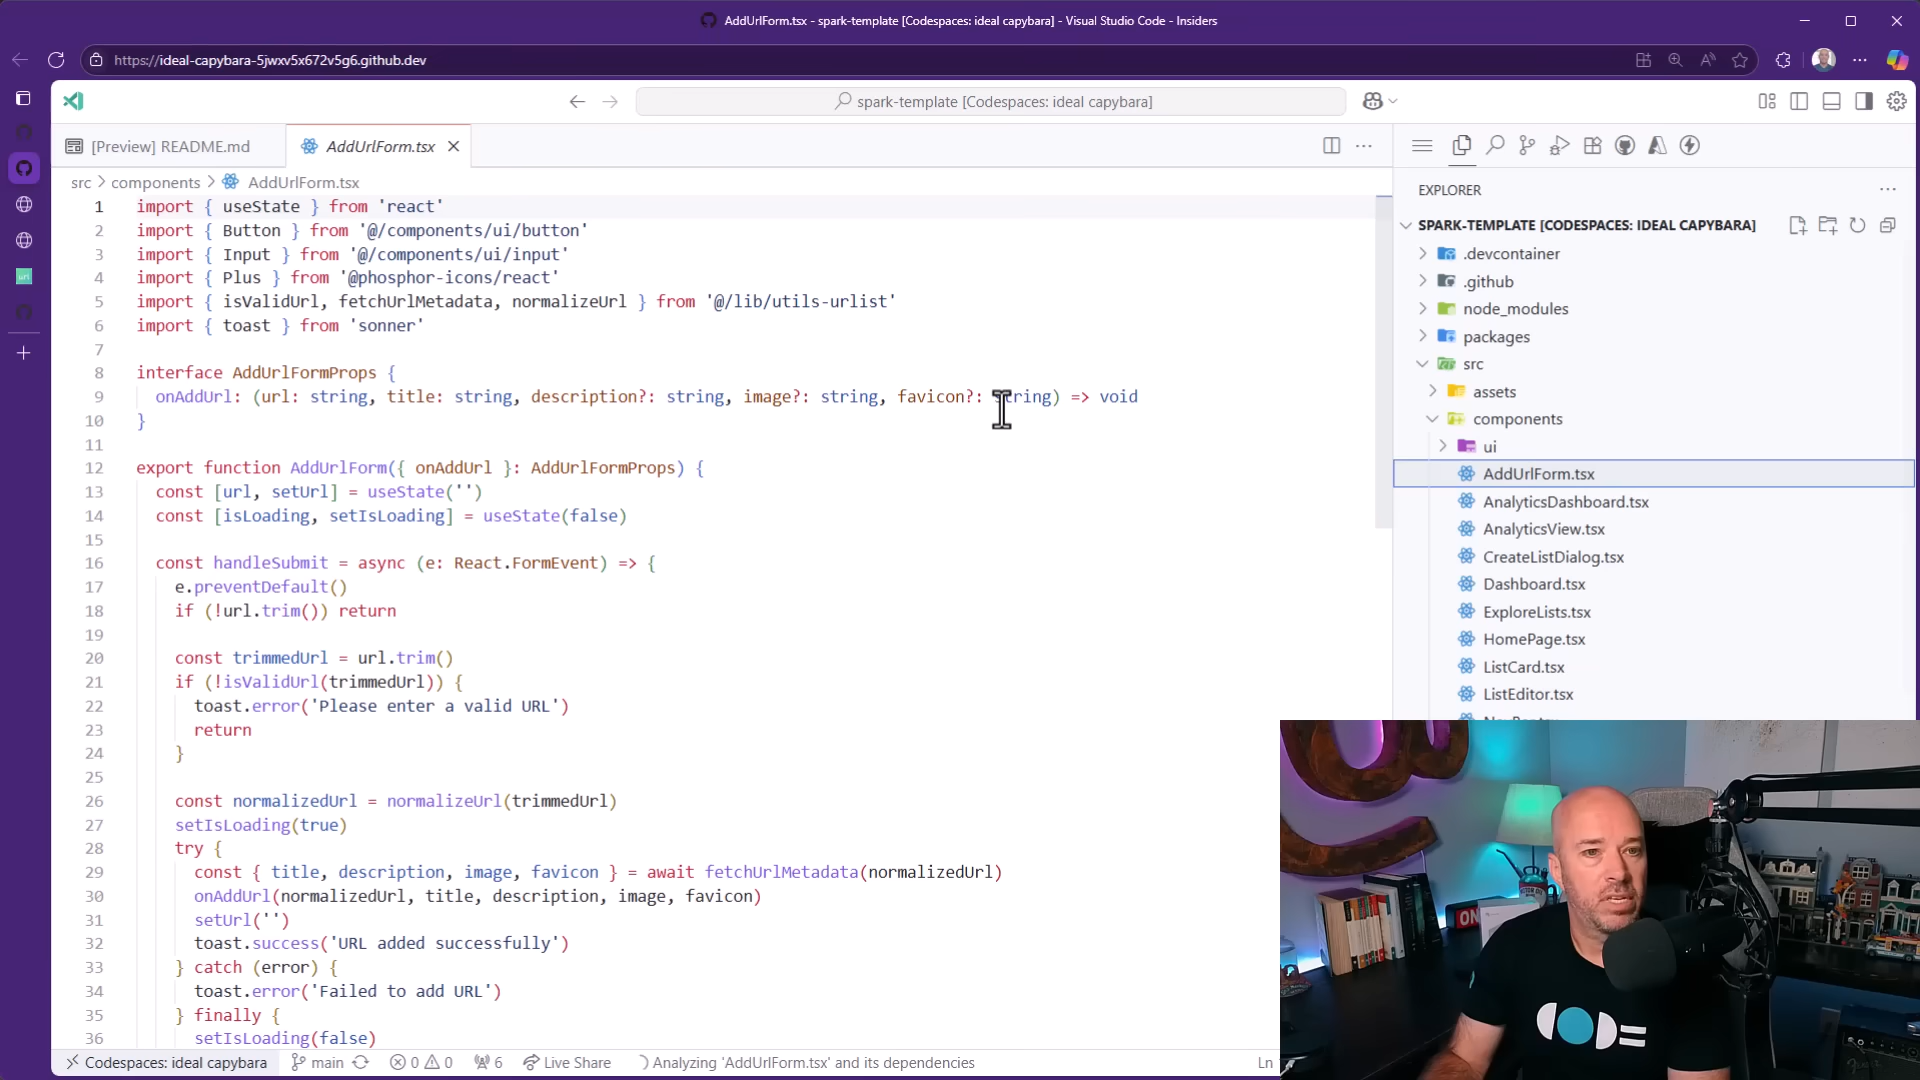 AddUrlForm.tsx - spark-template [Codespaces: ideal capybara] - Visual Studio Code - Insiders
https://ideal-capybara-5jwxv5x672v5g6.github.dev
spark-template [Codespaces: ideal capybara]
[Preview] README.md
AddUrlForm.tsx
src > components > AddUrlForm.tsx
1 import { useState } from 'react'
2 import { Button } from '@/components/ui/button'
3 import { Input } from '@/components/ui/input'
4 import { Plus } from '@phosphor-icons/react'
5 import { isValidUrl, fetchUrlMetadata, normalizeUrl } from '@/lib/utils-urlist'
6 import { toast } from 'sonner'
7
8 interface AddUrlFormProps {
9 onAddUrl: (url: string, title: string, description?: string, image?: string, favicon?: string) => void
10 }
11
12 export function AddUrlForm({ onAddUrl }: AddUrlFormProps) {
13 const [url, setUrl] = useState('')
14 const [isLoading, setIsLoading] = useState(false)
15
16 const handleSubmit = async (e: React.FormEvent) => {
17 e.preventDefault()
18 if (!url.trim()) return
19
20 const trimmedUrl = url.trim()
21 if (!isValidUrl(trimmedUrl)) {
22 toast.error('Please enter a valid URL')
23 return
24 }
25
26 const normalizedUrl = normalizeUrl(trimmedUrl)
27 setIsLoading(true)
28 try {
29 const { title, description, image, favicon } = await fetchUrlMetadata(normalizedUrl)
30 onAddUrl(normalizedUrl, title, description, image, favicon)
31 setUrl('')
32 toast.success('URL added successfully')
33 } catch (error) {
34 toast.error('Failed to add URL')
35 } finally {
36 setIsLoading(false)
EXPLORER
SPARK-TEMPLATE [CODESPACES: IDEAL CAPYBARA]
.devcontainer
.github
node_modules
packages
src
assets
components
ui
AddUrlForm.tsx
AnalyticsDashboard.tsx
AnalyticsView.tsx
CreateListDialog.tsx
Dashboard.tsx
ExploreLists.tsx
HomePage.tsx
ListCard.tsx
ListEditor.tsx
ON
Codespaces: ideal capybara
main
0 0
6
Live Share
Analyzing 'AddUrlForm.tsx' and its dependencies
Ln